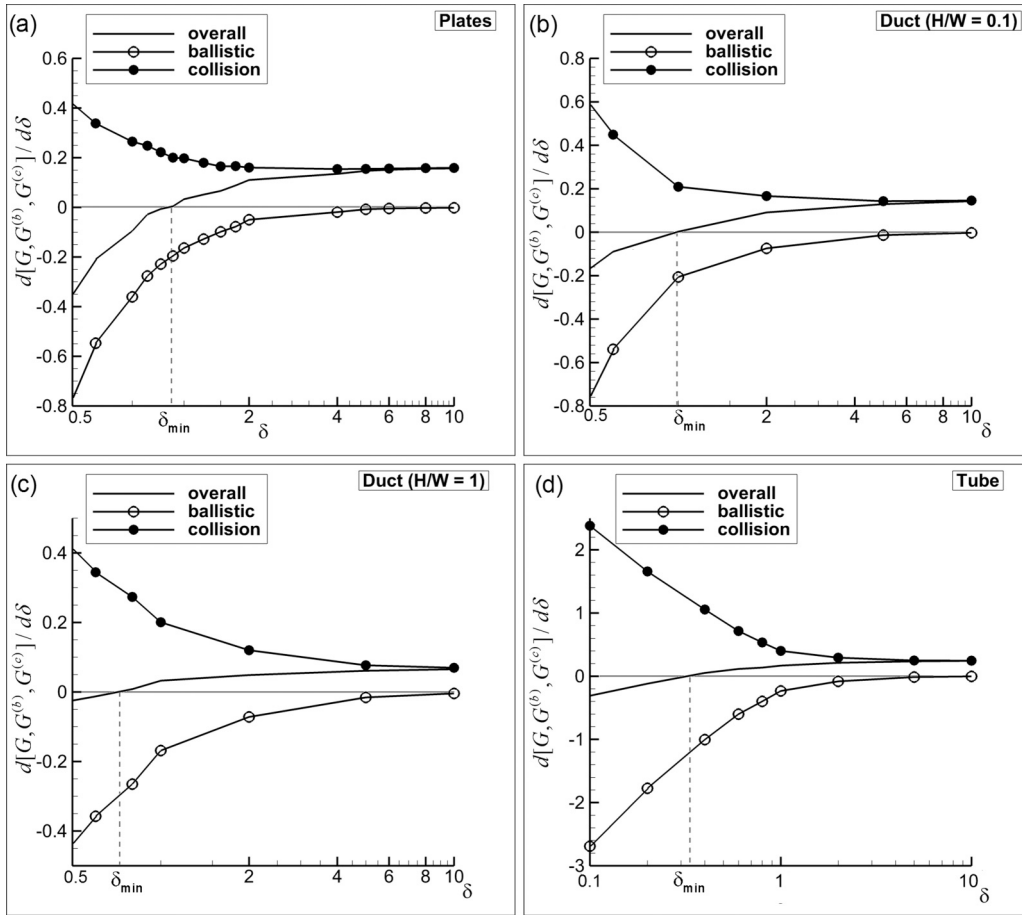 (a)
Plates
overall
ballistic
collision
d[G,G^(b),G^(c)]/dδ
0.6
0.4
0.2
0
-0.2
-0.4
-0.6
-0.8
0.5
δmin
2
δ
4
6
8
10
(b)
Duct (H/W = 0.1)
overall
ballistic
collision
d[G,G^(b),G^(c)]/dδ
0.8
0.6
0.4
0.2
0
-0.2
-0.4
-0.6
-0.8
0.5
δmin
2
4
6
8
10
δ
(c)
Duct (H/W = 1)
overall
ballistic
collision
d[G,G^(b),G^(c)]/dδ
0.4
0.2
0
-0.2
-0.4
0.5
δmin
2
4
6
8
10
δ
(d)
Tube
overall
ballistic
collision
d[G,G^(b),G^(c)]/dδ
2
1
0
-1
-2
-3
0.1
δmin
1
10
δ